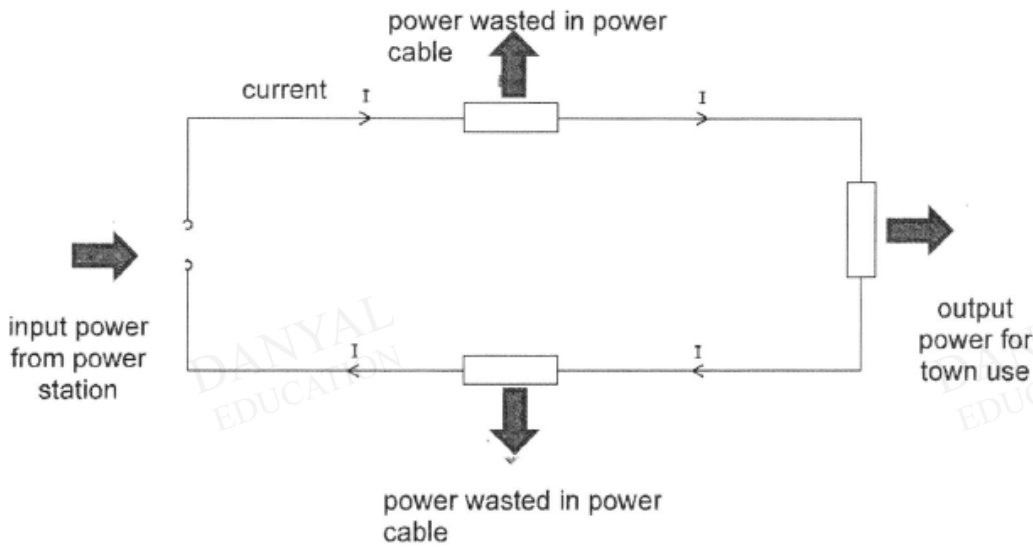 power wasted in power
cable
current
I
I
input power
from power
station
output
power for
town use
I
I
power wasted in power
cable
DANYAL
EDUCATION